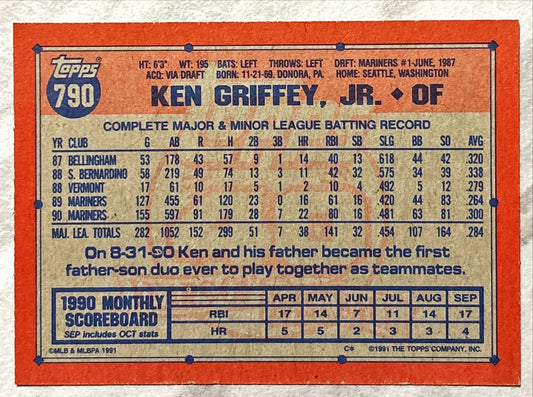 topps
790
HT: 6'3" WT: 195 BATS: LEFT THROWS: LEFT DRFT: MARINERS #1-JUNE, 1987
ACQ: VIA DRAFT BORN: 11-21-69, DONORA, PA. HOME: SEATTLE, WASHINGTON
KEN GRIFFEY, JR. ◆ OF
COMPLETE MAJOR & MINOR LEAGUE BATTING RECORD
YR CLUB G AB R H 2B 3B HR RBI SB SLG BB SO AVG
87 BELLINGHAM 53 178 43 57 9 1 14 40 13 .618 44 42 .320
88 S. BERNARDINO 58 219 49 74 13 3 11 42 32 .575 34 39 .338
88 VERMONT 17 61 10 17 5 1 2 10 4 .492 5 12 .279
89 MARINERS 127 455 61 120 23 0 16 61 16 .420 44 83 .264
90 MARINERS 155 597 91 179 28 7 22 80 16 .481 63 81 .300
MAJ. LEA. TOTALS 282 1052 152 299 51 7 38 141 32 .454 107 164 .284
On 8-31-90 Ken and his father became the first
father-son duo ever to play together as teammates.
1990 MONTHLY
SCOREBOARD
SEP includes OCT stats
APR MAY JUN JUL AUG SEP
RBI 17 14 7 11 14 17
HR 5 5 2 3 3 4
©MLB & MLBPA 1991
C* ©1991 THE TOPPS COMPANY, INC.